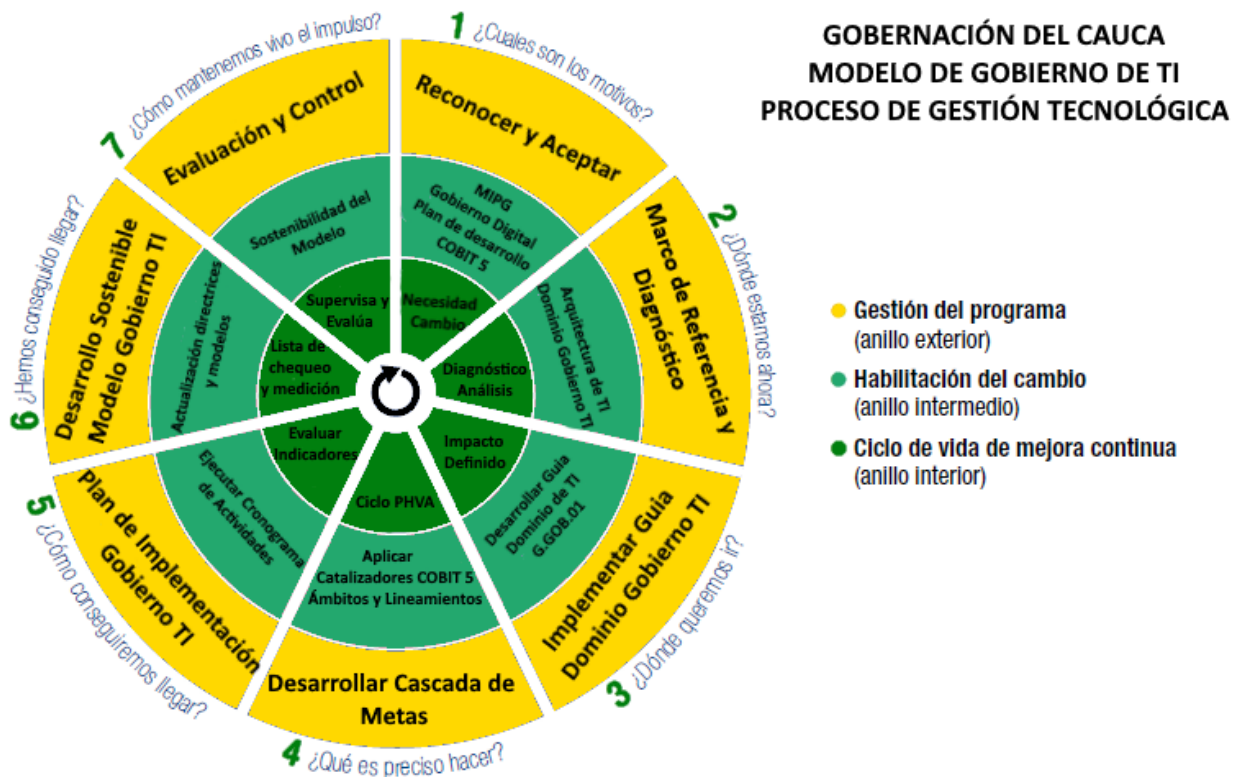 GOBERNACIÓN DEL CAUCA
MODELO DE GOBIERNO DE TI
PROCESO DE GESTIÓN TECNOLÓGICA
1 ¿Cuales son los motivos?
Reconocer y Aceptar
MIPG
Gobierno Digital
Plan de desarrollo
COBIT 5
Necesidad
Cambio
2 ¿Dónde estamos ahora?
Marco de Referencia y
Diagnóstico
Arquitectura de TI
Dominio Gobierno TI
Diagnóstico
Análisis
3 ¿Dónde queremos ir?
Implementar Guia
Dominio Gobierno TI
Desarrollar Guia
Dominio de TI
G.GOB.01
Impacto
Definido
4 ¿Qué es preciso hacer?
Desarrollar Cascada de
Metas
Aplicar
Catalizadores COBIT 5
Ámbitos y Lineamientos
Ciclo PHVA
5 ¿Cómo conseguiremos llegar?
Plan de Implementación
Gobierno TI
Ejecutar Cronograma
de Actividades
Evaluar
Indicadores
6 ¿Hemos conseguido llegar?
Desarrollo Sostenible
Modelo Gobierno TI
Actualización directrices
y modelos
Lista de
chequeo
y medición
7 ¿Cómo mantenemos vivo el impulso?
Evaluación y Control
Sostenibilidad del
Modelo
Supervisa y
Evalúa
Gestión del programa
(anillo exterior)
Habilitación del cambio
(anillo intermedio)
Ciclo de vida de mejora continua
(anillo interior)